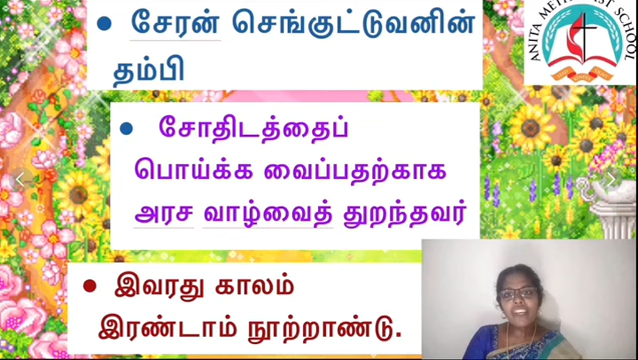 • சேரன் செங்குட்டுவனின்
தம்பி
• சோதிடத்தைப்
பொய்க்க வைப்பதற்காக
அரச வாழ்வைத் துறந்தவர்
• இவரது காலம்
இரண்டாம் நூற்றாண்டு.
ANITA METHODIST SCHOOL